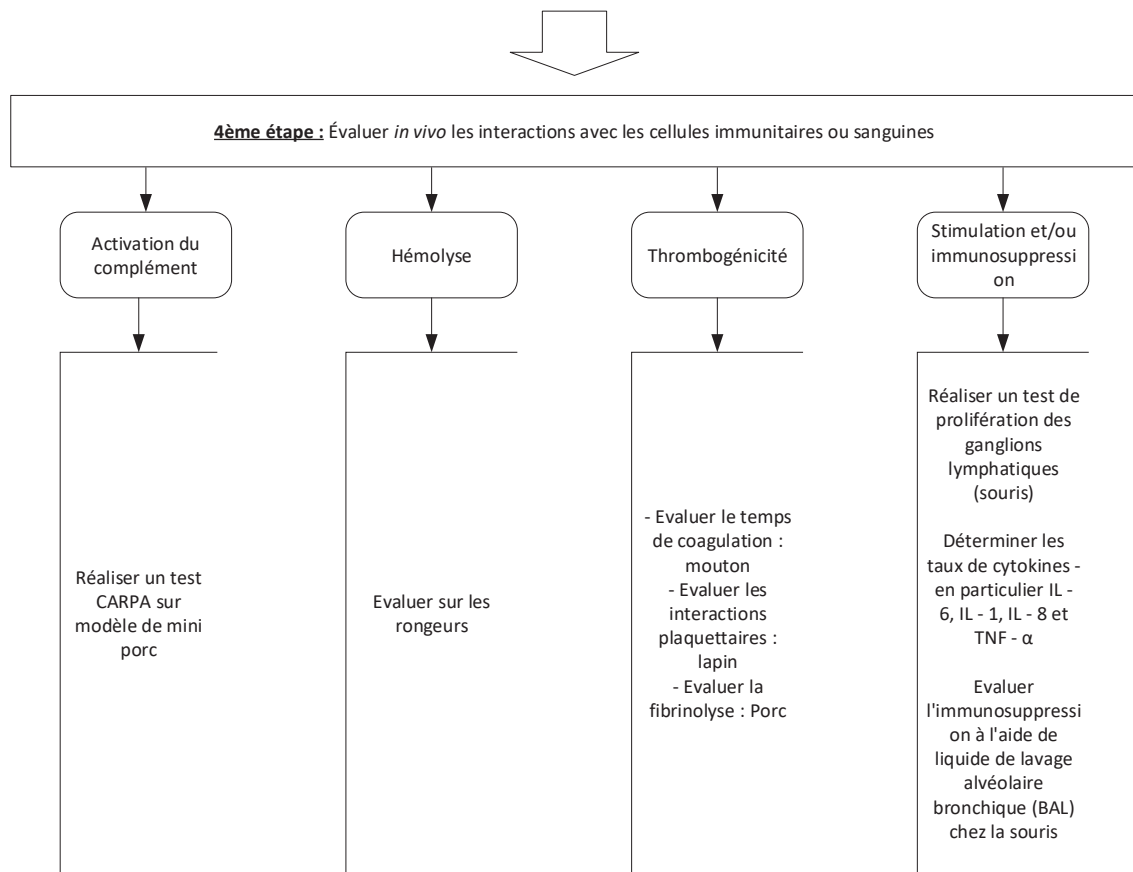 4ème étape : Évaluer in vivo les interactions avec les cellules immunitaires ou sanguines
Activation du
complément
Hémolyse
Thrombogénicité
Stimulation et/ou
immunosuppressi
on
Réaliser un test
CARPA sur
modèle de mini
porc
Evaluer sur les
rongeurs
- Evaluer le temps
de coagulation :
mouton
- Evaluer les
interactions
plaquettaires :
lapin
- Evaluer la
fibrinolyse : Porc
Réaliser un test de
prolifération des
ganglions
lymphatiques
(souris)
Déterminer les
taux de cytokines -
en particulier IL -
6, IL - 1, IL - 8 et
TNF - α
Evaluer
l'immunosuppressi
on à l'aide de
liquide de lavage
alvéolaire
bronchique (BAL)
chez la souris